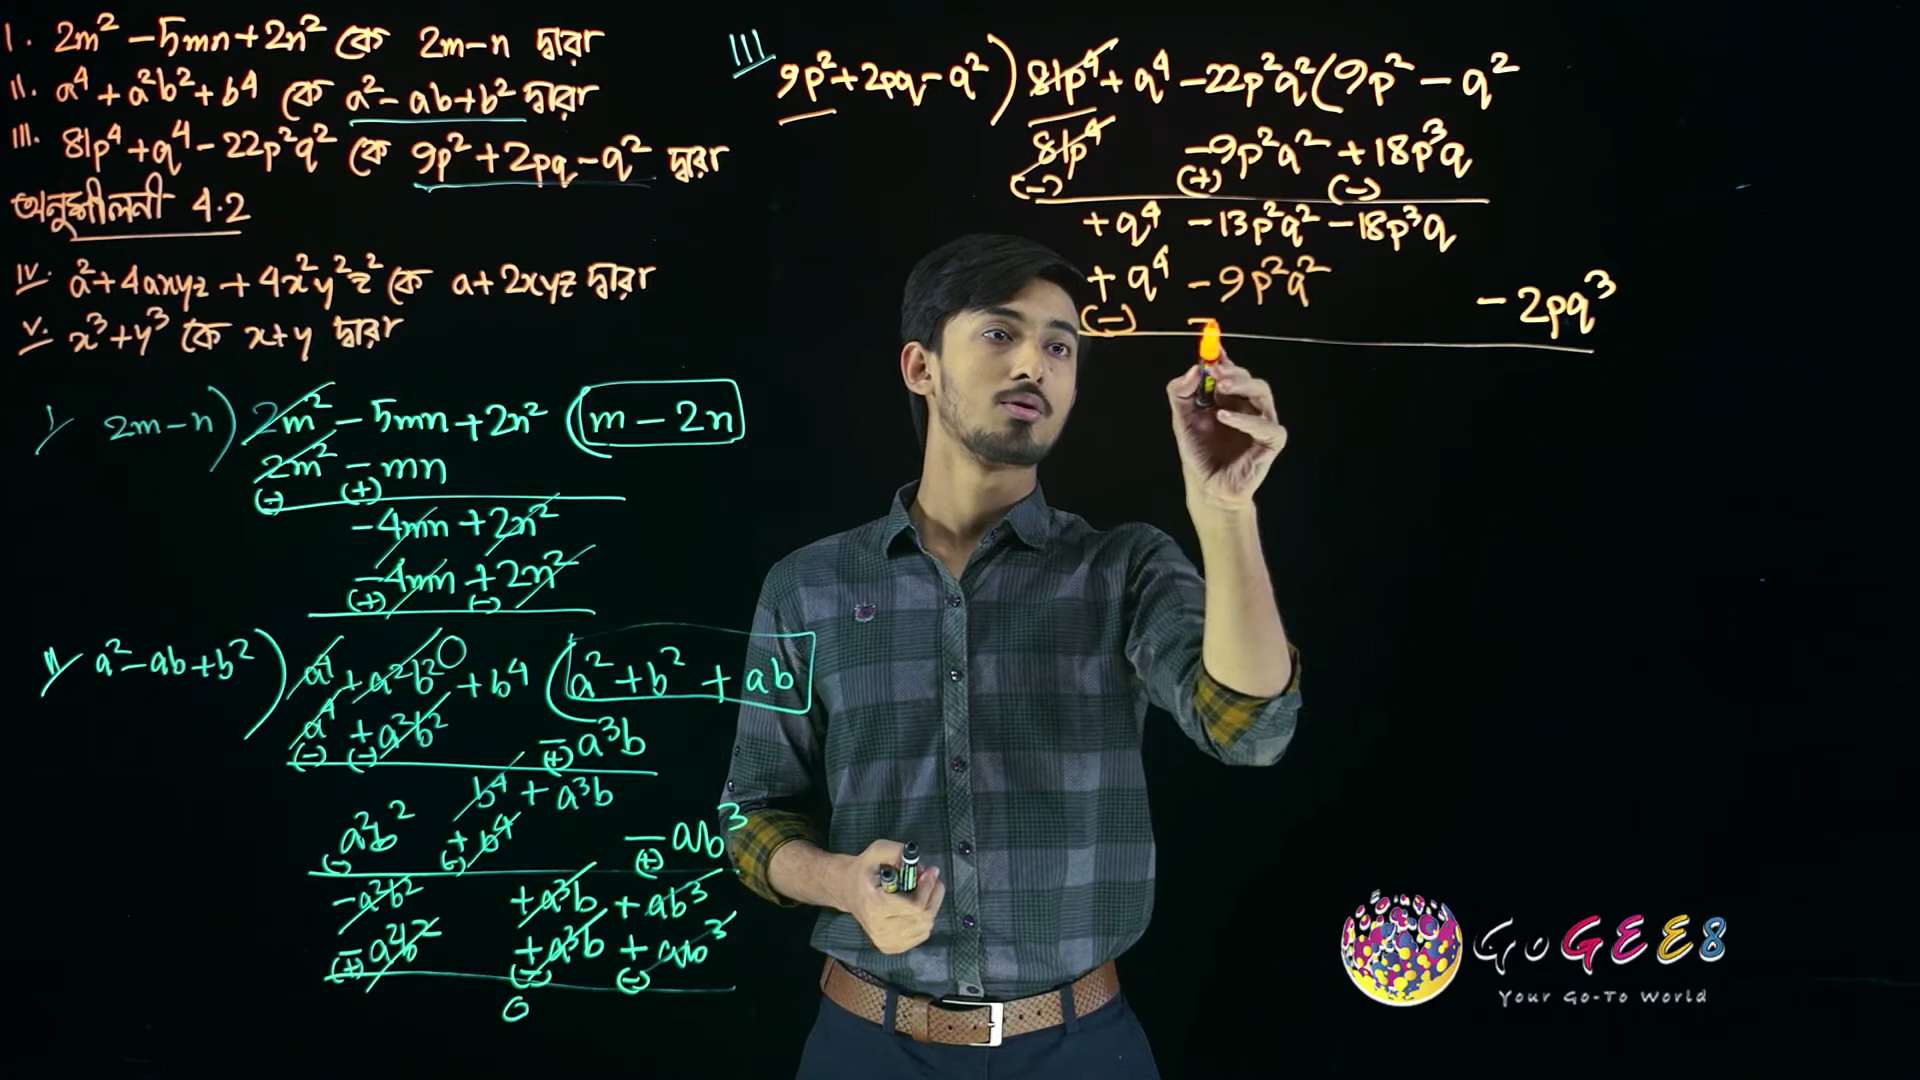 I. 2m² - 5mn + 2n² কে 2m-n দ্বারা
II. a⁴ + a²b² + b⁴ কে a² - ab + b² দ্বারা
III. 81p⁴ + q⁴ - 22p²q² কে 9p² + 2pq - q² দ্বারা
অনুশীলনী 4.2
IV. a² + 4axyz + 4x²y²z² কে a + 2xyz দ্বারা
V. x³ + y³ কে x + y দ্বারা
I/ 2m-n ) 2m² - 5mn + 2n² ( m - 2n
2m² - mn
(-) (+)
-4mn + 2n²
-4mn + 2n²
(+) (-)
0
II/ a² - ab + b² ) a⁴ + a²b² + b⁴ ( a² + b² + ab
a⁴ + a²b² - a³b
(-) (-) (+)
b⁴ + a³b
a²b² + b⁴ - ab³
(-) (-) (+)
-a²b² + a³b + ab³
-a²b² + a³b + ab³
(+) (-) (-)
0
III 9p² + 2pq - q² ) 81p⁴ + q⁴ - 22p²q² ( 9p² - q²
81p⁴ - 9p²q² + 18p³q
(-) (+) (-)
+ q⁴ - 13p²q² - 18p³q
+ q⁴ - 9p²q² - 2pq³
(-)
GoGEE8
Your Go-To World